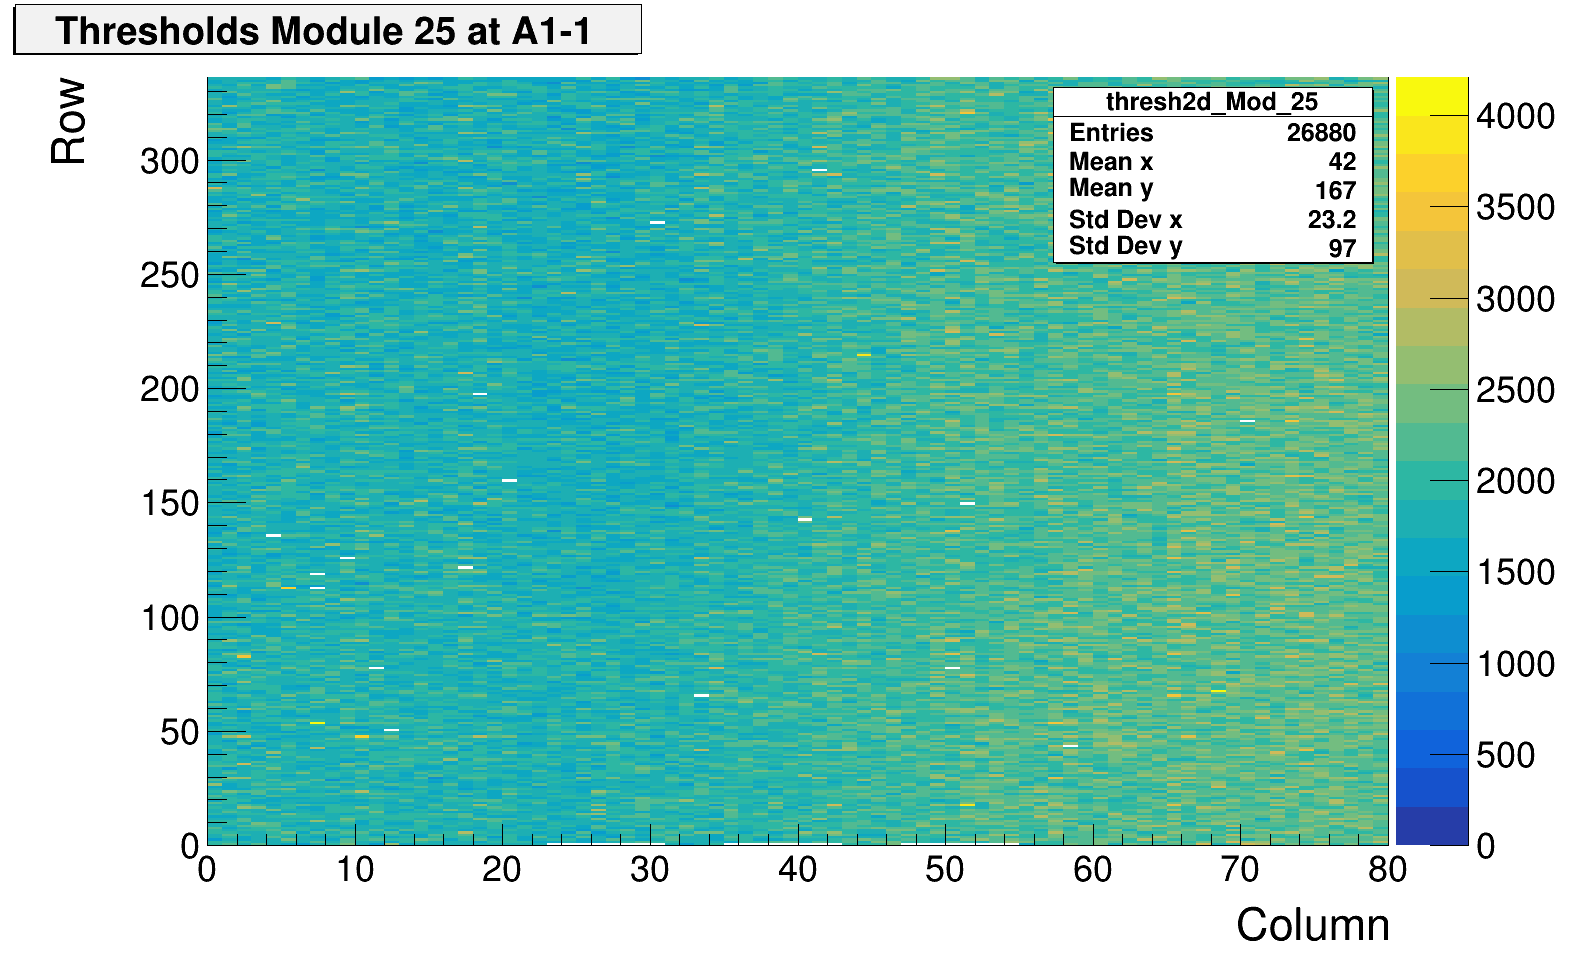 Thresholds Module 25 at A1-1
Row
thresh2d_Mod_25
Entries 26880
Mean x 42
Mean y 167
Std Dev x 23.2
Std Dev y 97
300
250
200
150
100
50
0
0 10 20 30 40 50 60 70 80
Column
4000
3500
3000
2500
2000
1500
1000
500
0